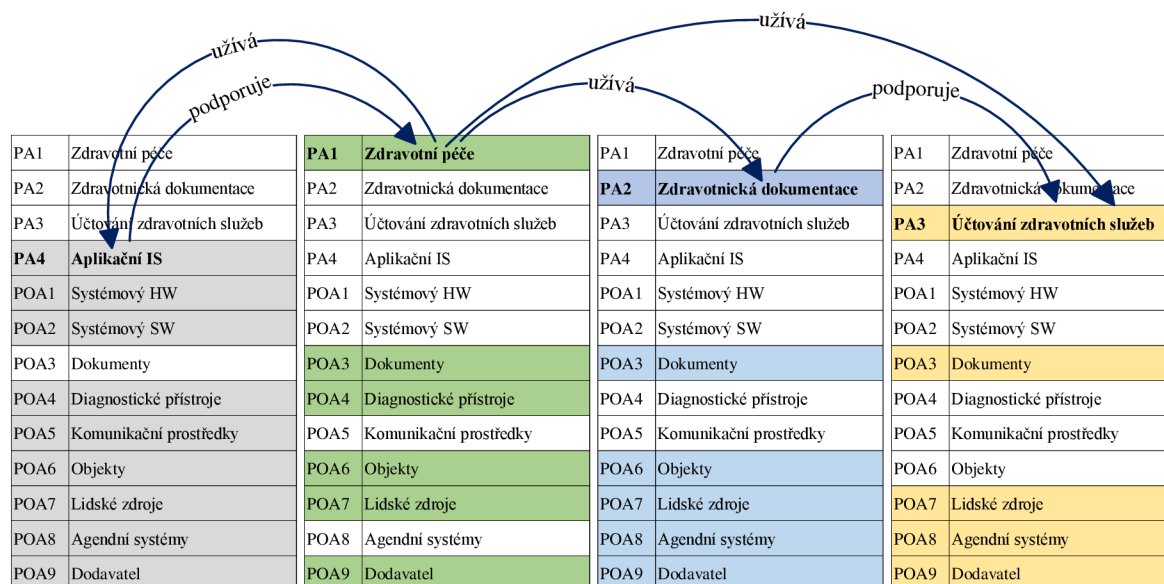 užívá
podporuje
užívá
užívá
podporuje
PA1 Zdravotní péče
PA2 Zdravotnická dokumentace
PA3 Účtování zdravotních služeb
PA4 Aplikační IS
POA1 Systémový HW
POA2 Systémový SW
POA3 Dokumenty
POA4 Diagnostické přístroje
POA5 Komunikační prostředky
POA6 Objekty
POA7 Lidské zdroje
POA8 Agendní systémy
POA9 Dodavatel
PA1 Zdravotní péče
PA2 Zdravotnická dokumentace
PA3 Účtování zdravotních služeb
PA4 Aplikační IS
POA1 Systémový HW
POA2 Systémový SW
POA3 Dokumenty
POA4 Diagnostické přístroje
POA5 Komunikační prostředky
POA6 Objekty
POA7 Lidské zdroje
POA8 Agendní systémy
POA9 Dodavatel
PA1 Zdravotní péče
PA2 Zdravotnická dokumentace
PA3 Účtování zdravotních služeb
PA4 Aplikační IS
POA1 Systémový HW
POA2 Systémový SW
POA3 Dokumenty
POA4 Diagnostické přístroje
POA5 Komunikační prostředky
POA6 Objekty
POA7 Lidské zdroje
POA8 Agendní systémy
POA9 Dodavatel
PA1 Zdravotní péče
PA2 Zdravotnická dokumentace
PA3 Účtování zdravotních služeb
PA4 Aplikační IS
POA1 Systémový HW
POA2 Systémový SW
POA3 Dokumenty
POA4 Diagnostické přístroje
POA5 Komunikační prostředky
POA6 Objekty
POA7 Lidské zdroje
POA8 Agendní systémy
POA9 Dodavatel